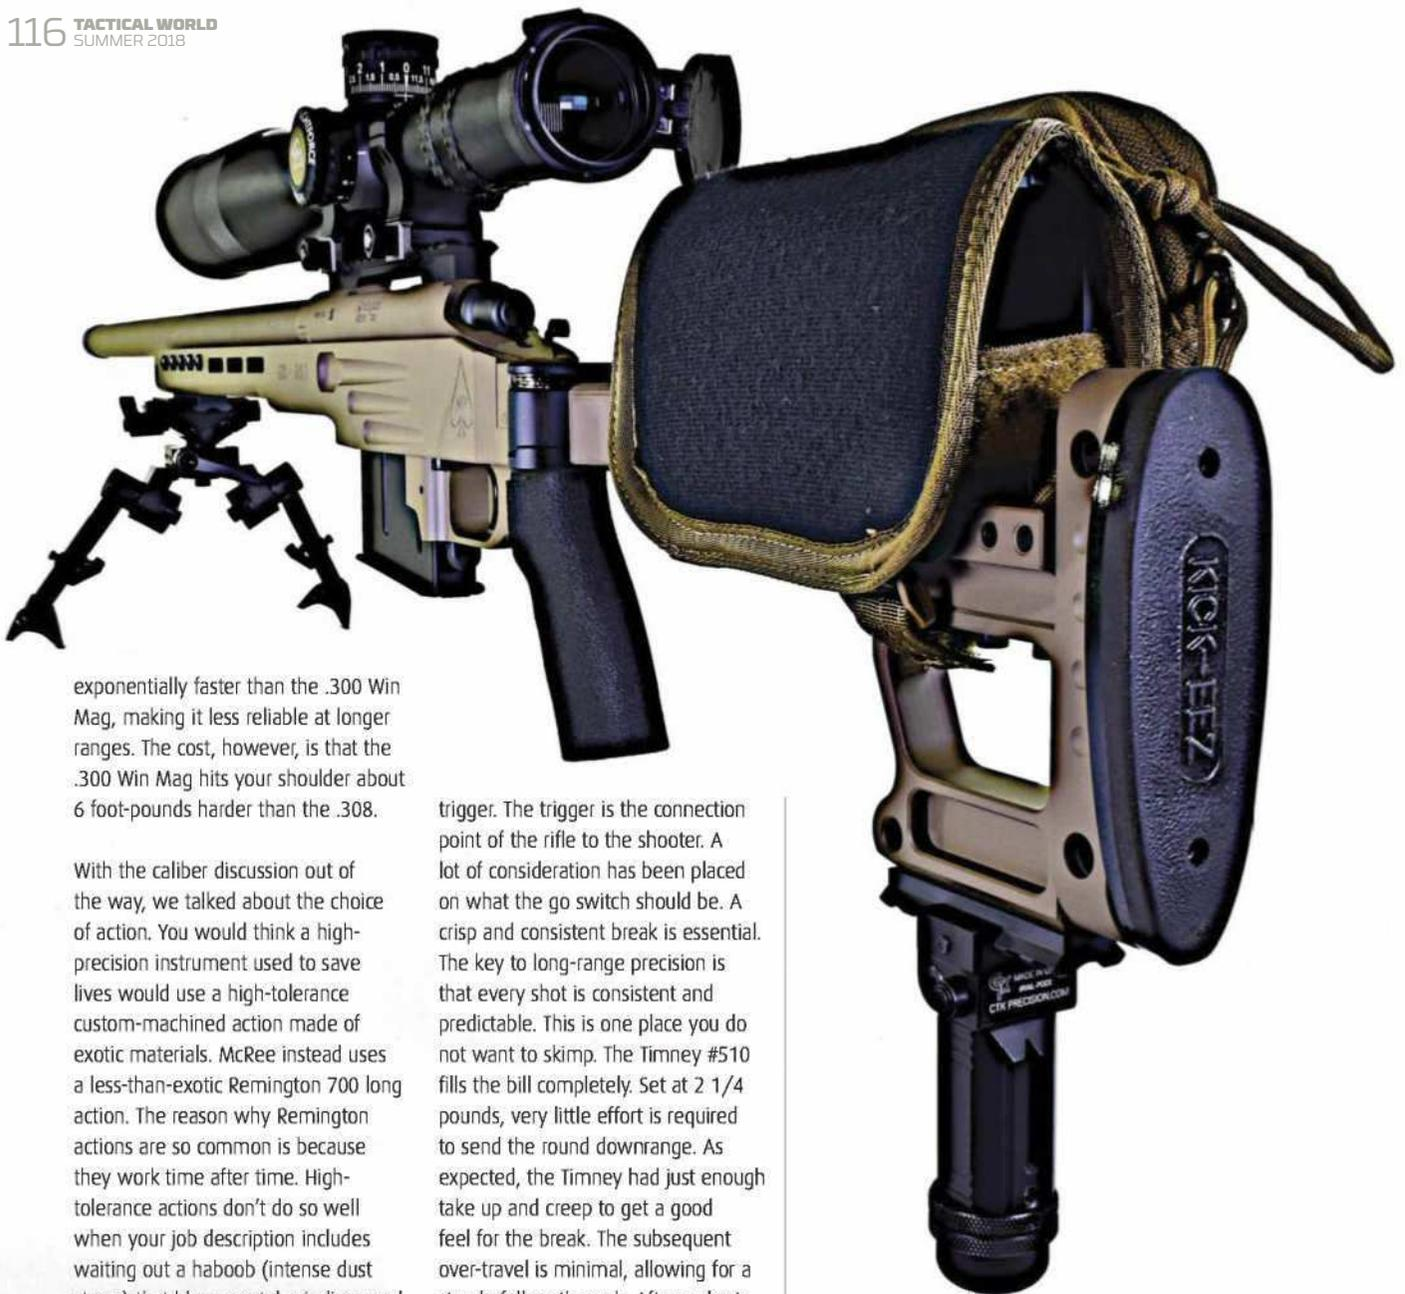 116 TACTICAL WORLD
SUMMER 2018
2 1 0 11
KICK-EEZ
CTK PRECISION.COM
exponentially faster than the .300 Win
Mag, making it less reliable at longer
ranges. The cost, however, is that the
.300 Win Mag hits your shoulder about
6 foot-pounds harder than the .308.
With the caliber discussion out of
the way, we talked about the choice
of action. You would think a high-
precision instrument used to save
lives would use a high-tolerance
custom-machined action made of
exotic materials. McRee instead uses
a less-than-exotic Remington 700 long
action. The reason why Remington
actions are so common is because
they work time after time. High-
tolerance actions don't do so well
when your job description includes
waiting out a haboob (intense dust
trigger. The trigger is the connection
point of the rifle to the shooter. A
lot of consideration has been placed
on what the go switch should be. A
crisp and consistent break is essential.
The key to long-range precision is
that every shot is consistent and
predictable. This is one place you do
not want to skimp. The Timney #510
fills the bill completely. Set at 2 1/4
pounds, very little effort is required
to send the round downrange. As
expected, the Timney had just enough
take up and creep to get a good
feel for the break. The subsequent
over-travel is minimal, allowing for a